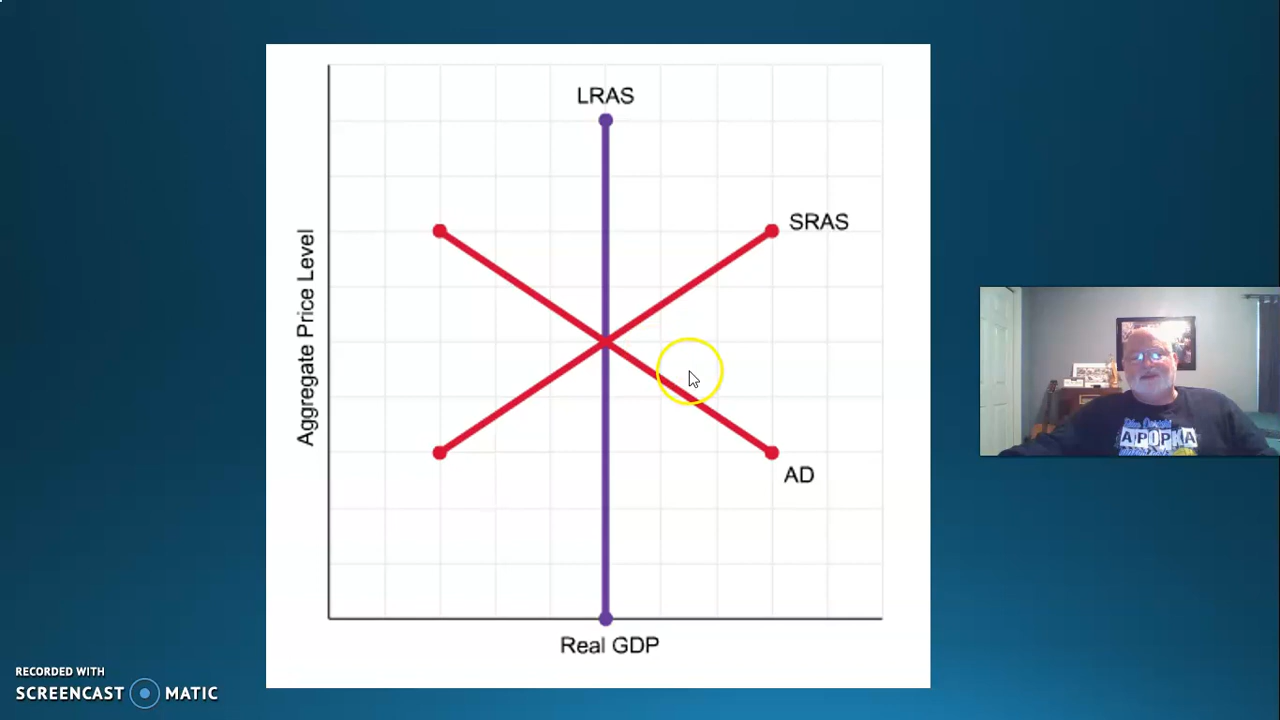 LRAS
SRAS
Aggregate Price Level
AD
Real GDP
APOPKA
RECORDED WITH
SCREENCAST MATIC